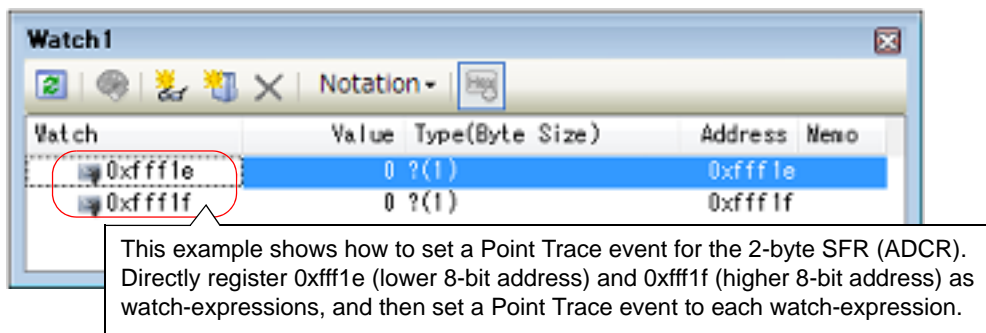 Watch1
Notation
Hex
Watch Value Type(Byte Size) Address Memo
0xfff1e 0 ?(1) 0xfff1e
0xfff1f 0 ?(1) 0xfff1f
This example shows how to set a Point Trace event for the 2-byte SFR (ADCR).
Directly register 0xfff1e (lower 8-bit address) and 0xfff1f (higher 8-bit address) as
watch-expressions, and then set a Point Trace event to each watch-expression.